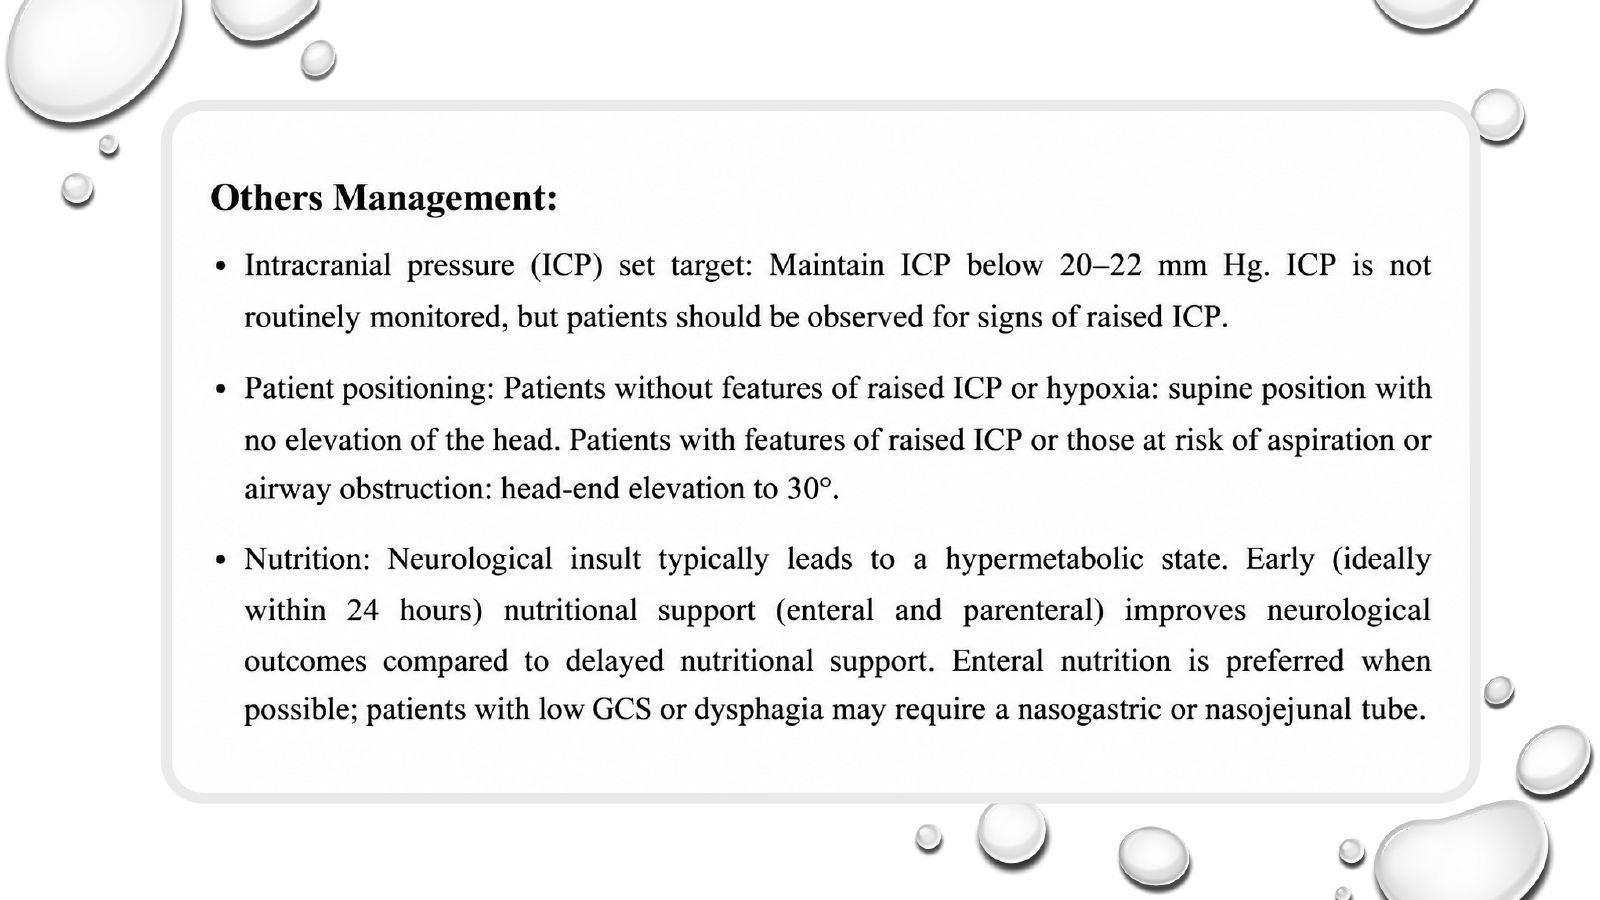 Others Management:
• Intracranial pressure (ICP) set target: Maintain ICP below 20–22 mm Hg. ICP is not
routinely monitored, but patients should be observed for signs of raised ICP.
• Patient positioning: Patients without features of raised ICP or hypoxia: supine position with
no elevation of the head. Patients with features of raised ICP or those at risk of aspiration or
airway obstruction: head-end elevation to 30°.
• Nutrition: Neurological insult typically leads to a hypermetabolic state. Early (ideally
within 24 hours) nutritional support (enteral and parenteral) improves neurological
outcomes compared to delayed nutritional support. Enteral nutrition is preferred when
possible; patients with low GCS or dysphagia may require a nasogastric or nasojejunal tube.